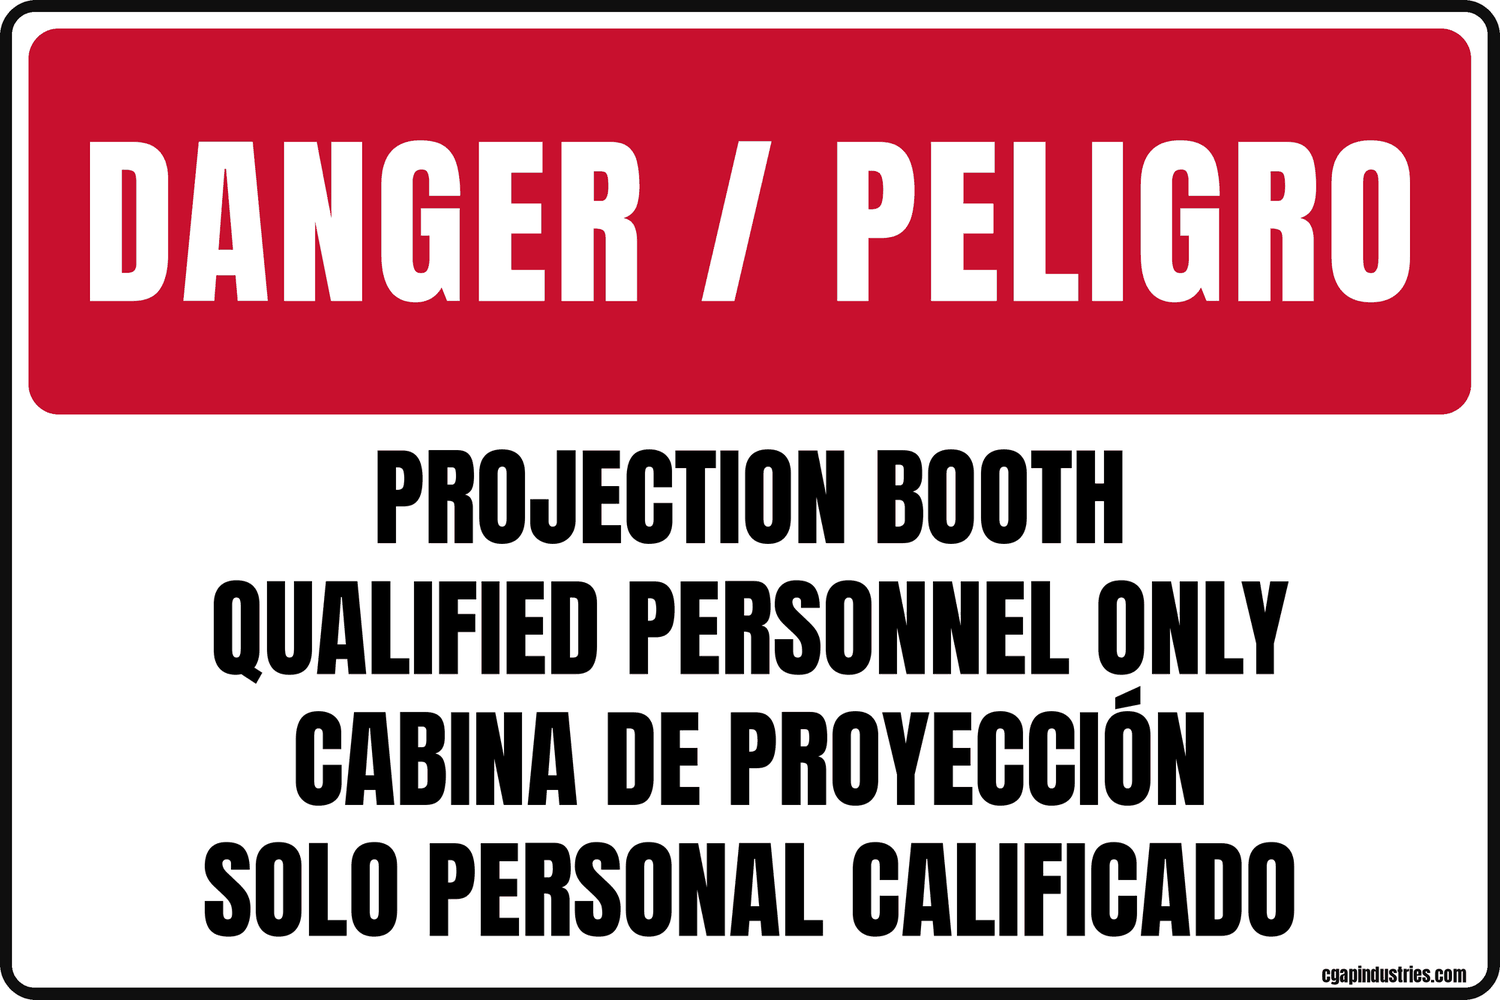 DANGER / PELIGRO
PROJECTION BOOTH
QUALIFIED PERSONNEL ONLY
CABINA DE PROYECCIÓN
SOLO PERSONAL CALIFICADO
cgapindustries.com